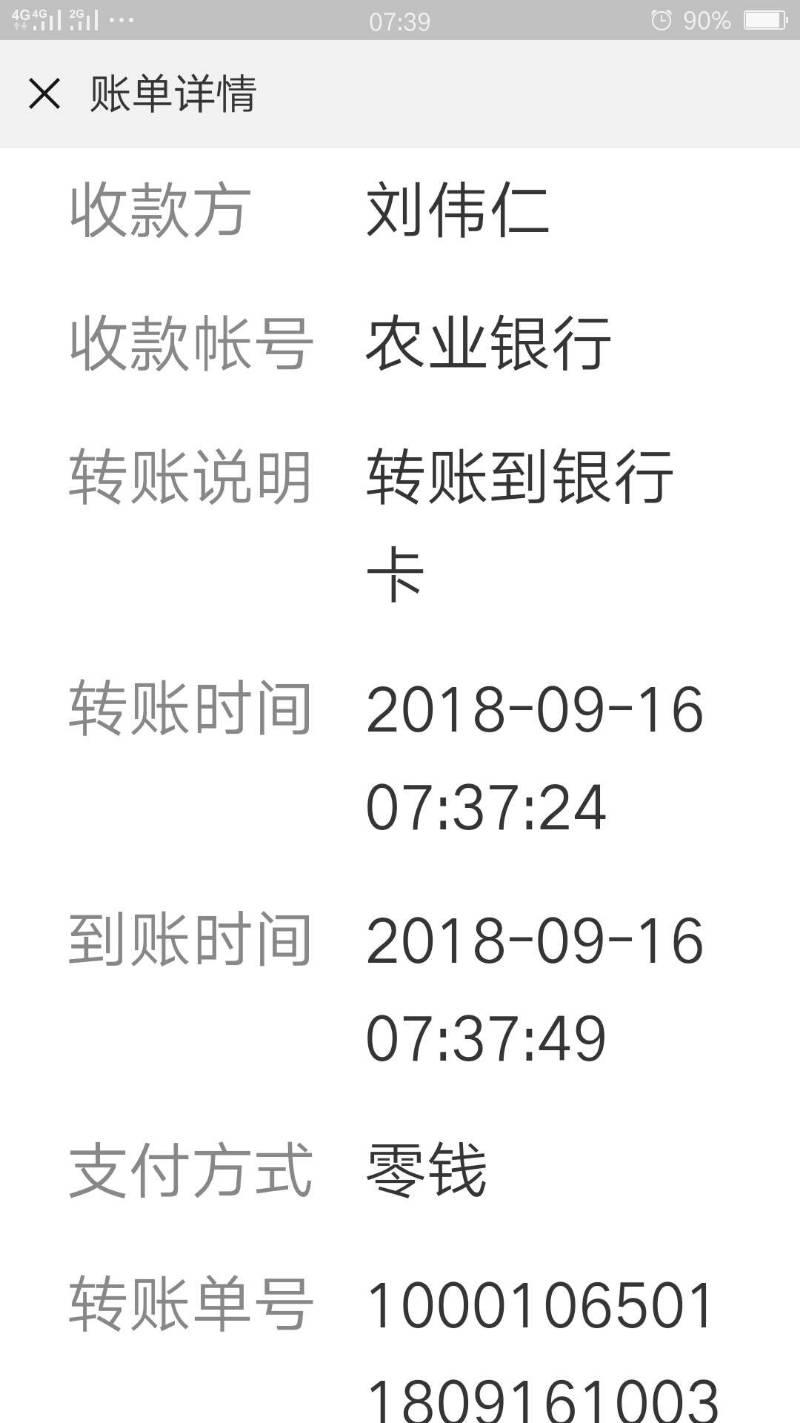 4G 4G 2G 07:39 90%
账单详情
收款方 刘伟仁
收款帐号 农业银行
转账说明 转账到银行
卡
转账时间 2018-09-16
07:37:24
到账时间 2018-09-16
07:37:49
支付方式 零钱
转账单号 1000106501
1809161003